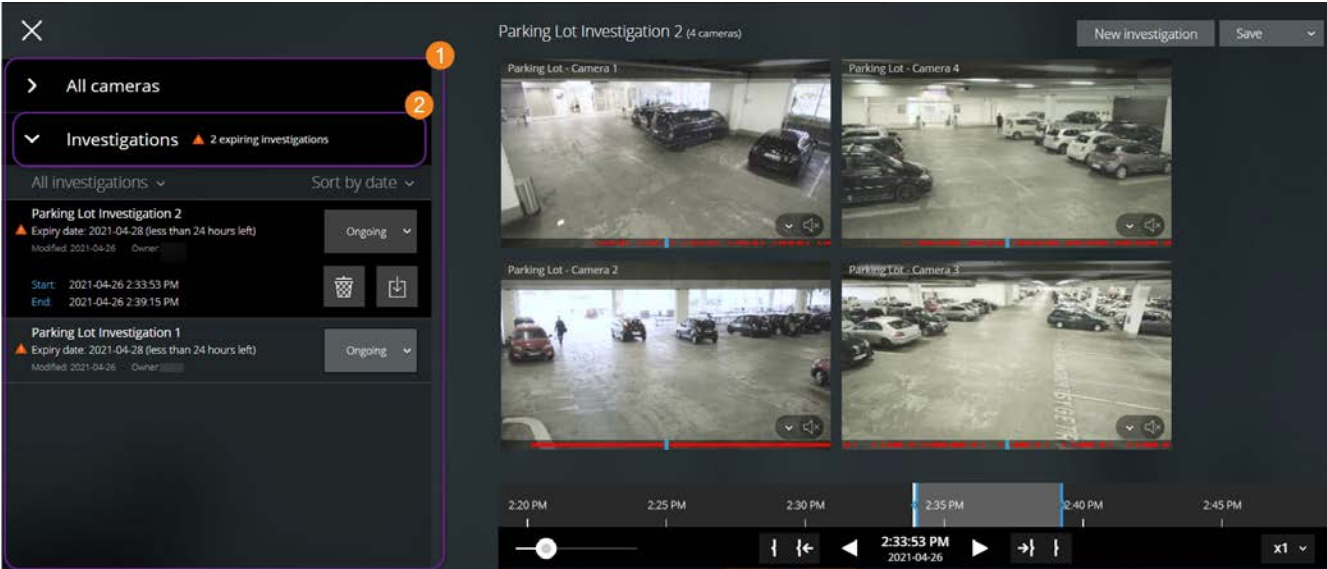 Parking Lot Investigation 2 (4 cameras)
New investigation
Save
1
All cameras
2
Investigations 2 expiring investigations
All investigations
Sort by date
Parking Lot Investigation 2
Expiry date: 2021-04-28 (less than 24 hours left)
Modified: 2021-04-26 Owner:
Ongoing
Start: 2021-04-26 2:33:53 PM
End: 2021-04-26 2:39:15 PM
Parking Lot Investigation 1
Expiry date: 2021-04-28 (less than 24 hours left)
Modified: 2021-04-26 Owner:
Ongoing
Parking Lot - Camera 1
Parking Lot - Camera 4
Parking Lot - Camera 2
Parking Lot - Camera 3
2:20 PM 2:25 PM 2:30 PM 2:35 PM 2:40 PM 2:45 PM
2:33:53 PM
2021-04-26
x1